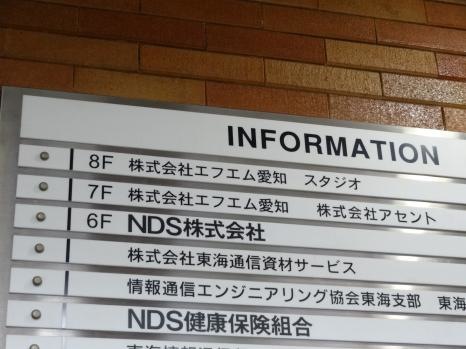 INFORMATION
8F 株式会社エフエム愛知 スタジオ
7F 株式会社エフエム愛知 株式会社アセント
6F NDS株式会社
株式会社東海通信資材サービス
情報通信エンジニアリング協会東海支部 東海
NDS健康保険組合